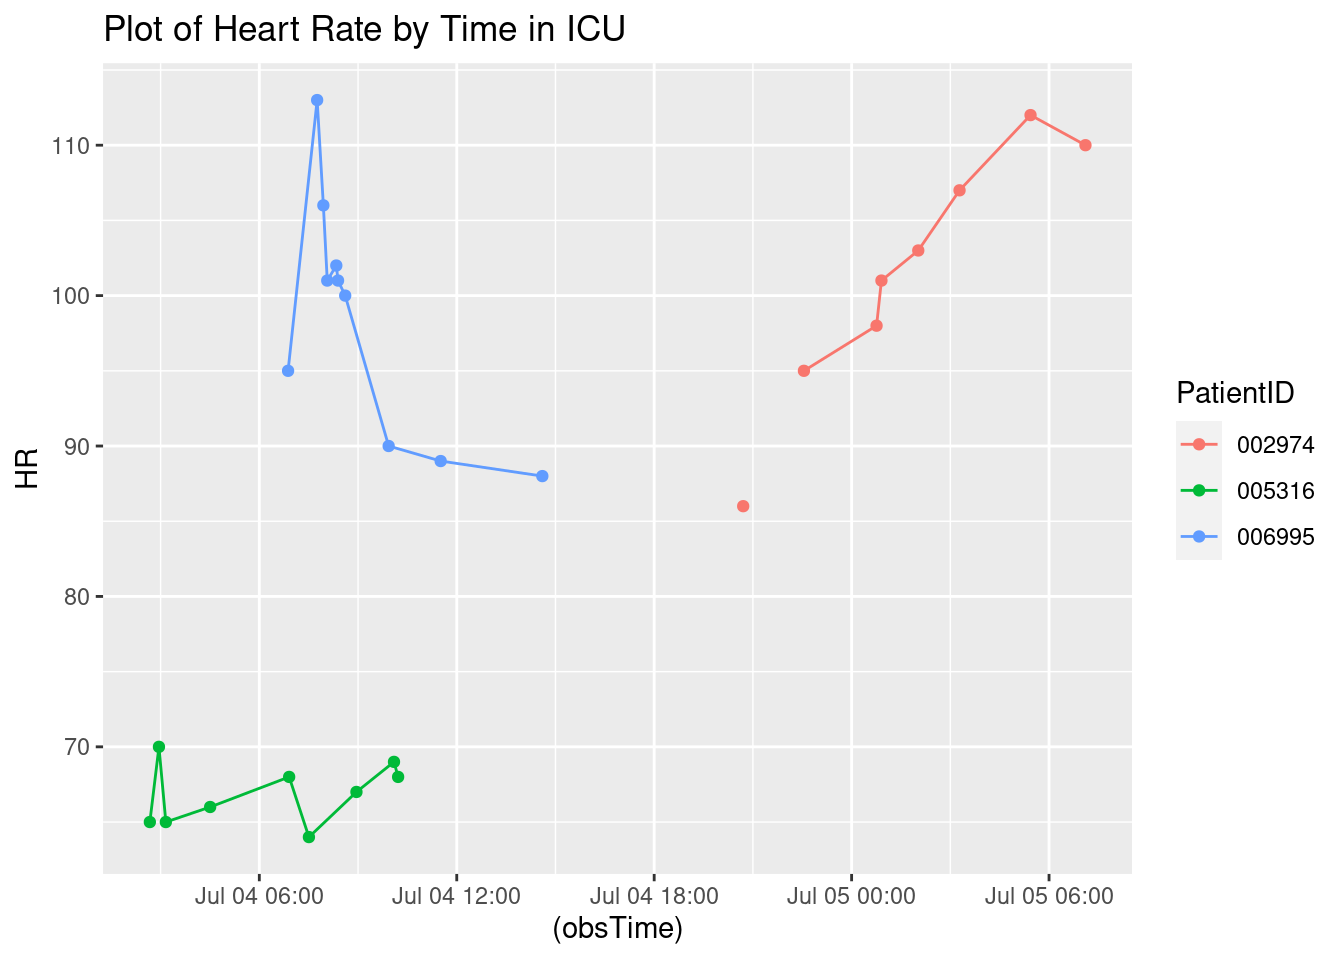 Plot of Heart Rate by Time in ICU
HR
110
100
90
80
70
Jul 04 06:00 Jul 04 12:00 Jul 04 18:00 Jul 05 00:00 Jul 05 06:00
(obsTime)
PatientID
002974
005316
006995